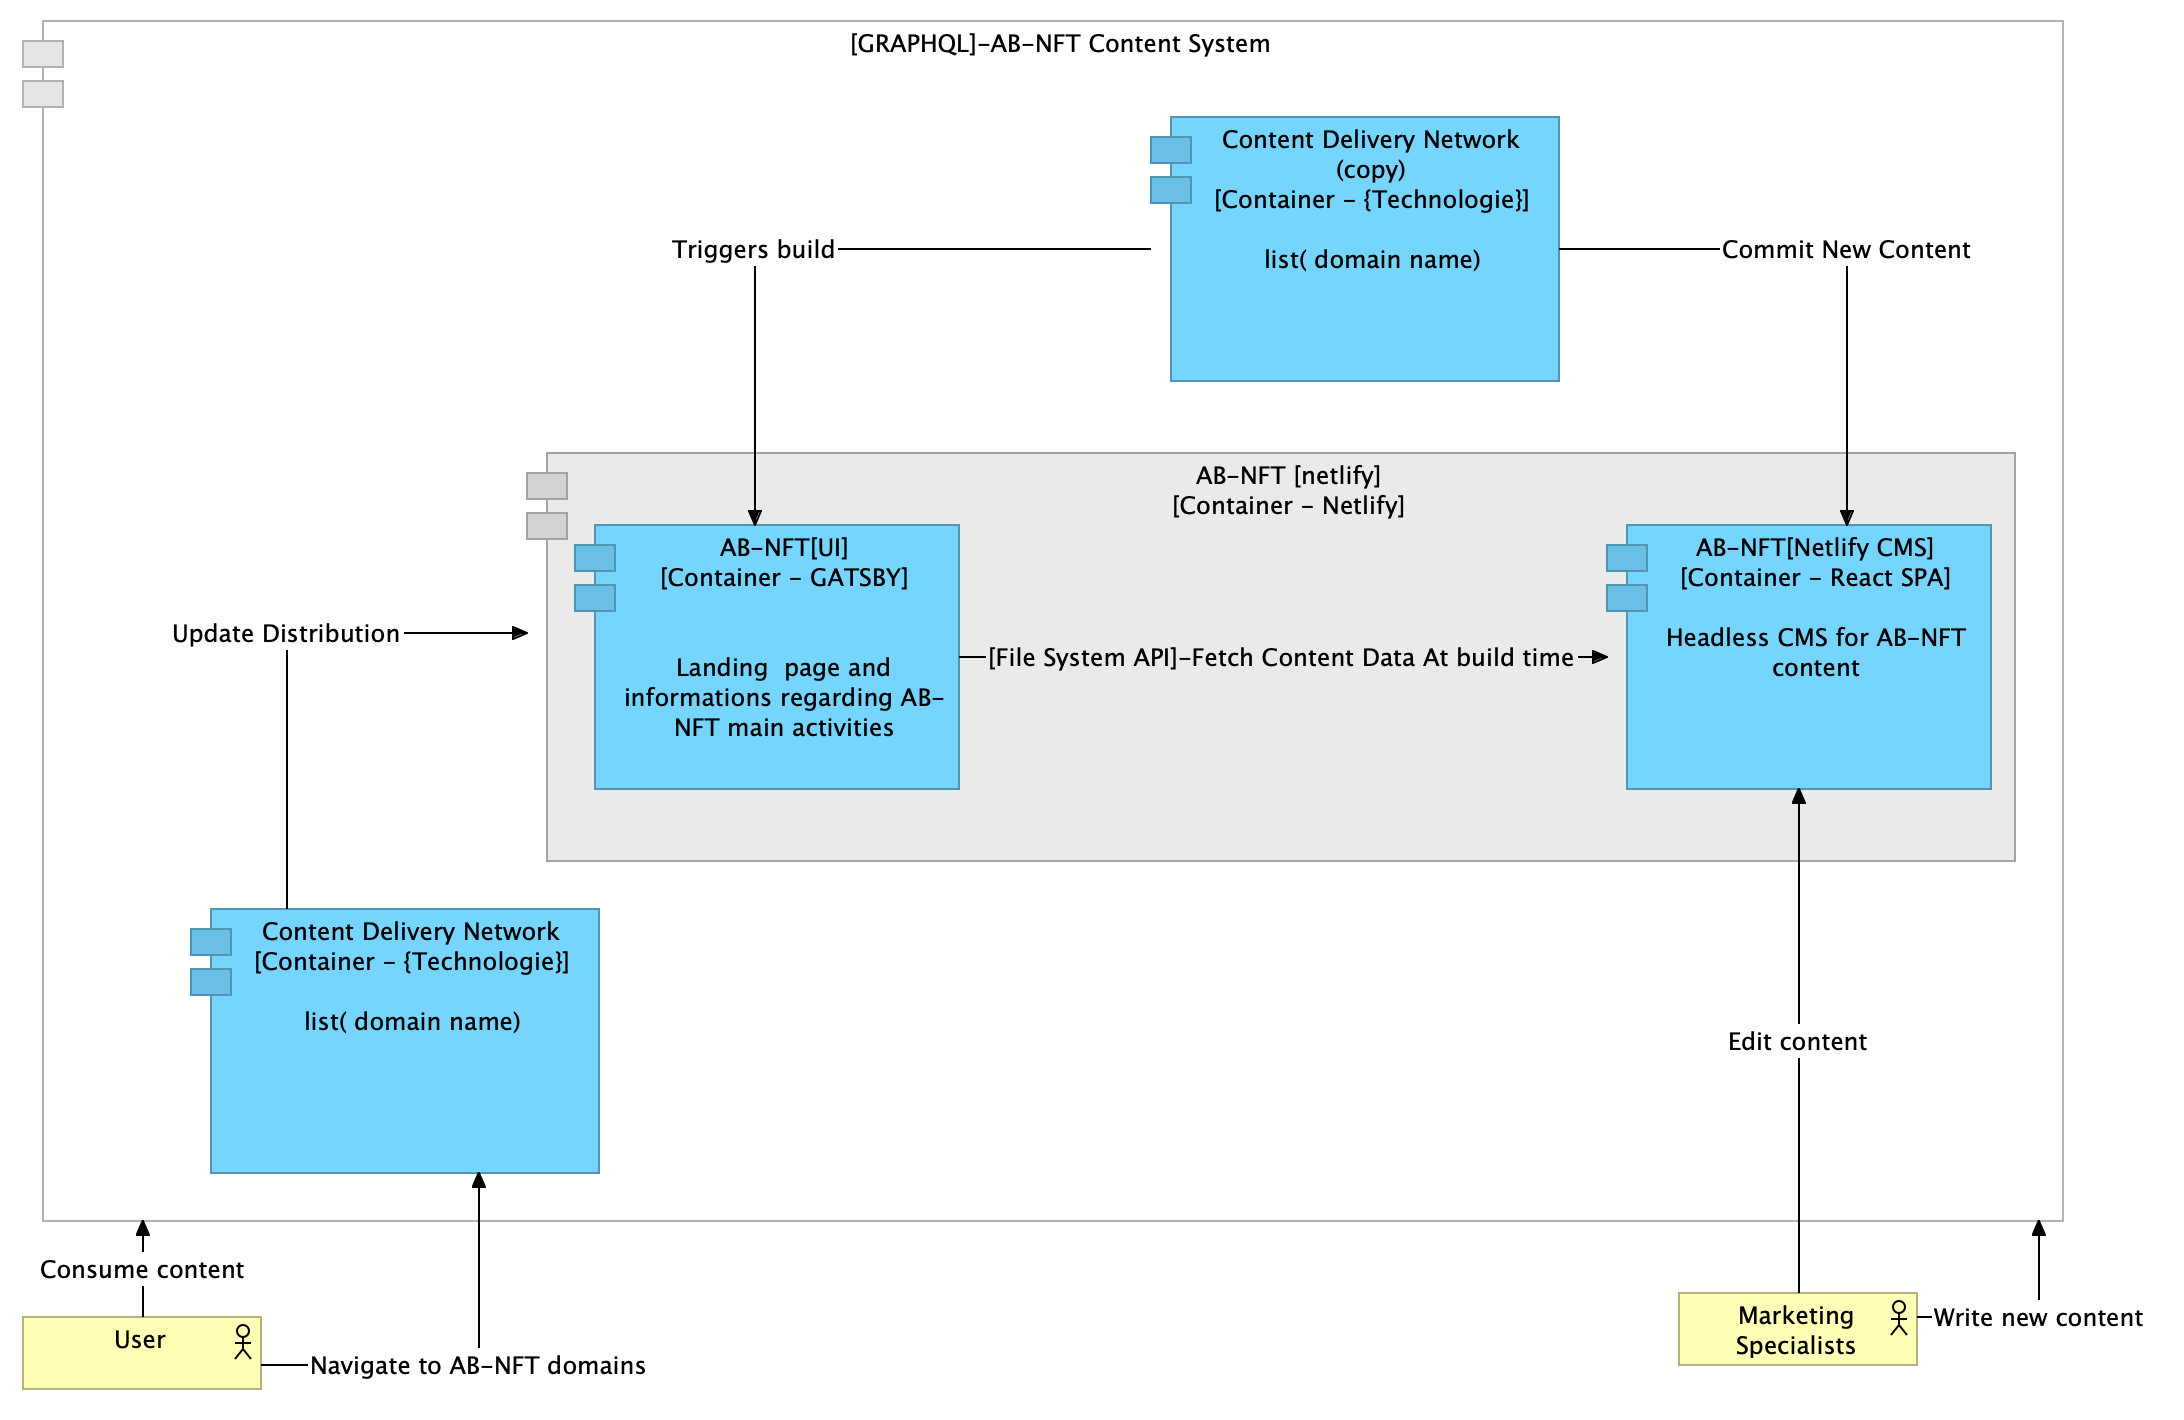 [GRAPHQL]-AB-NFT Content System
Content Delivery Network
(copy)
[Container - {Technologie}]
list( domain name)
Triggers build
Commit New Content
AB-NFT [netlify]
[Container - Netlify]
AB-NFT[UI]
[Container - GATSBY]
Landing  page and
informations regarding AB-
NFT main activities
[File System API]-Fetch Content Data At build time
AB-NFT[Netlify CMS]
[Container - React SPA]
Headless CMS for AB-NFT
content
Update Distribution
Content Delivery Network
[Container - {Technologie}]
list( domain name)
Edit content
Consume content
User
Navigate to AB-NFT domains
Marketing
Specialists
Write new content